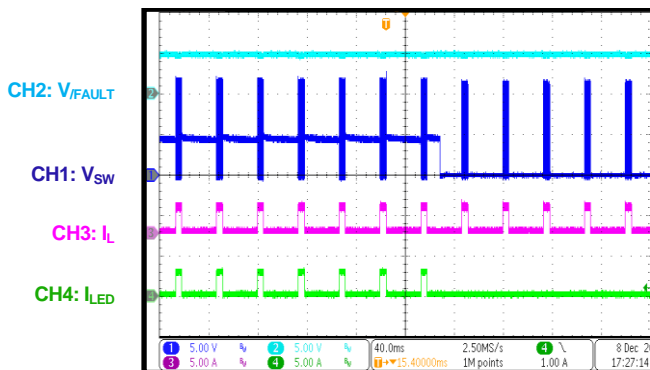 T
CH2: V/FAULT
2
CH1: VSW
1
CH3: IL
3
CH4: ILED
4
1 5.00 V 2 5.00 V 40.0ms 2.50MS/s 4 8 Dec 20
3 5.00 A 4 5.00 A T→▼15.40000ms 1M points 1.00 A 17:27:14